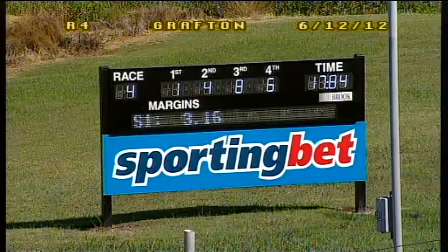 R4 GRAFTON 6/12/12
RACE 1ST 2ND 3RD 4TH TIME
4 1 4 8 6 17:84
MARGINS BROOK
S1: 3.16
sportingbet